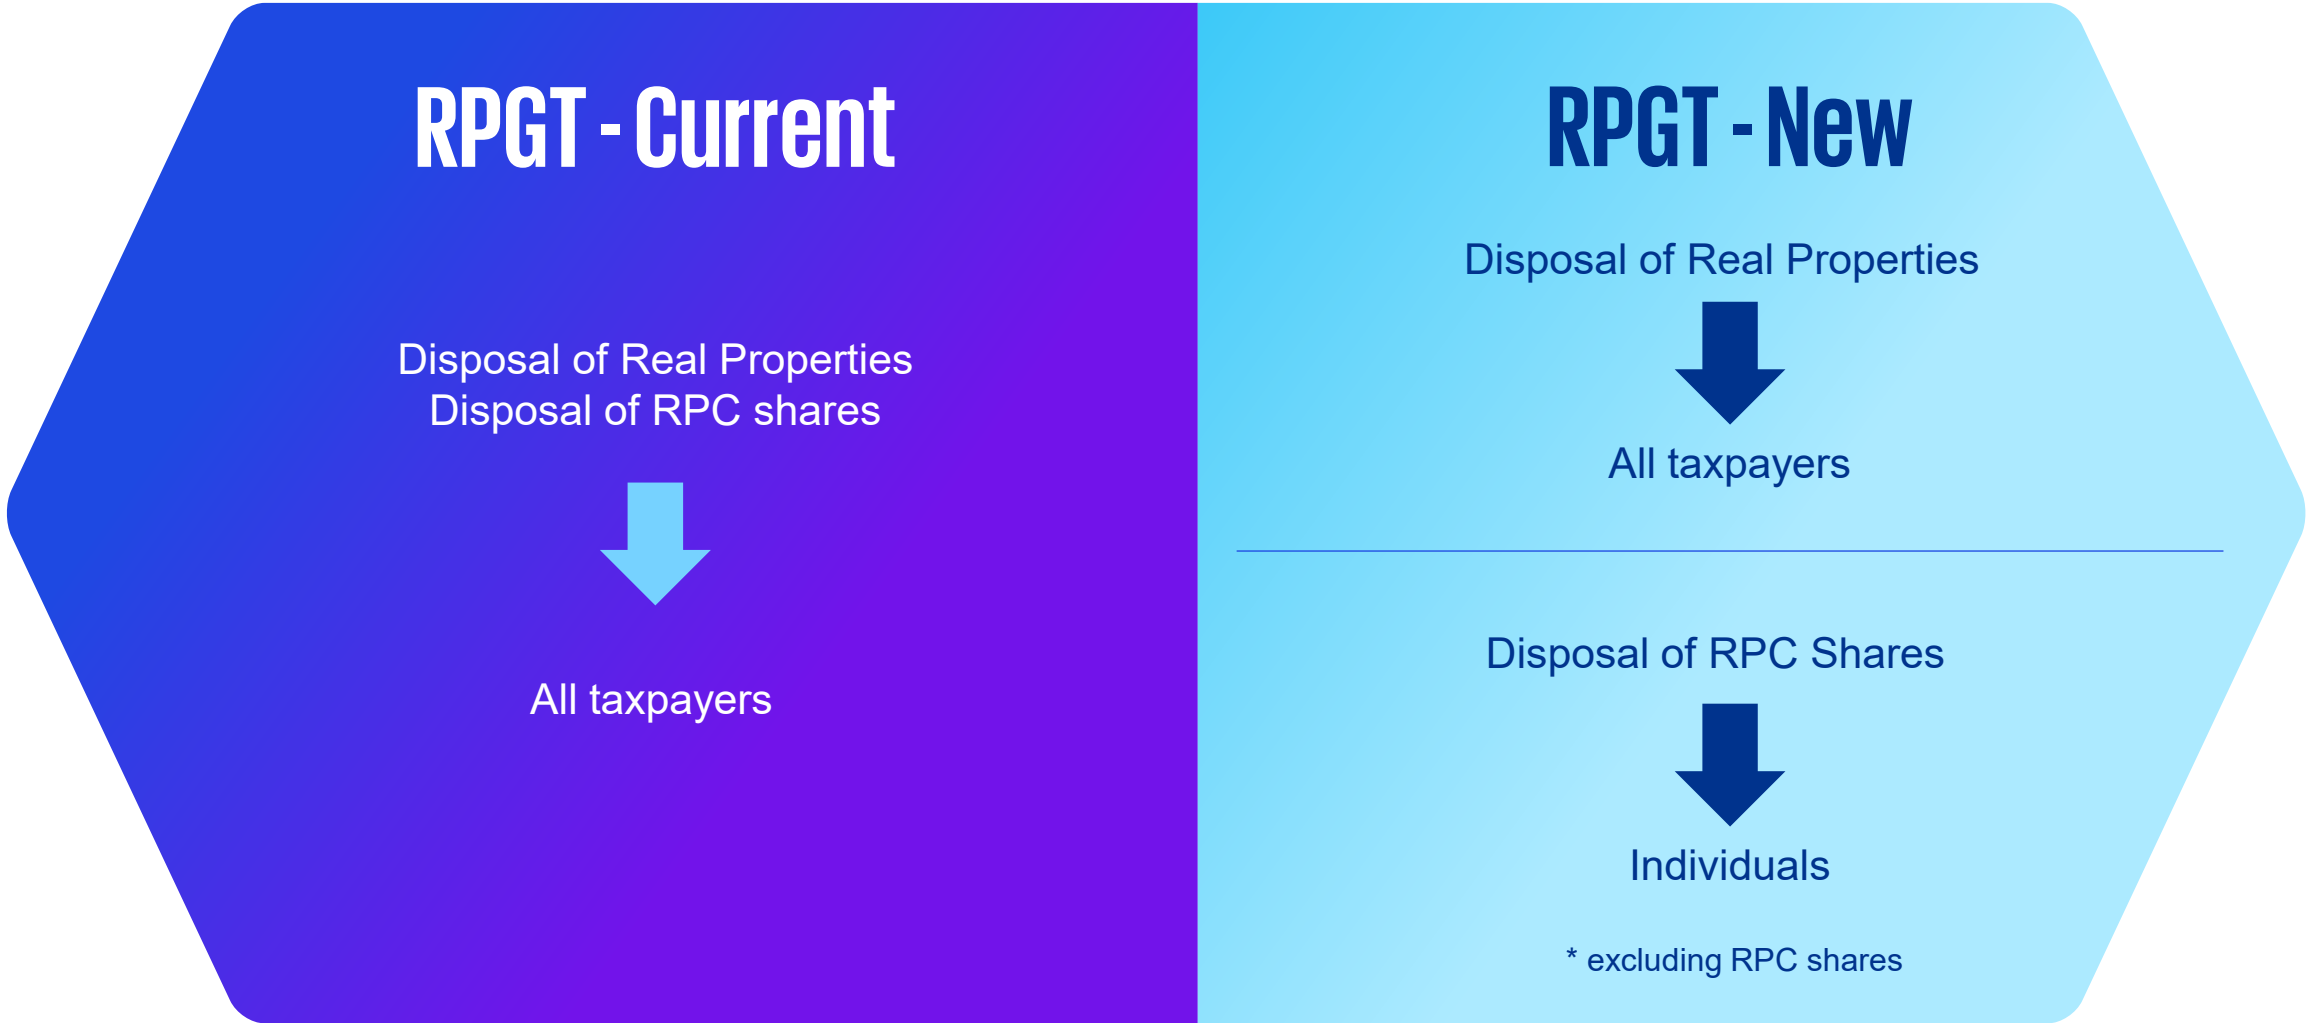 RPGT - Current
Disposal of Real Properties
Disposal of RPC shares
All taxpayers
RPGT - New
Disposal of Real Properties
All taxpayers
Disposal of RPC Shares
Individuals
* excluding RPC shares